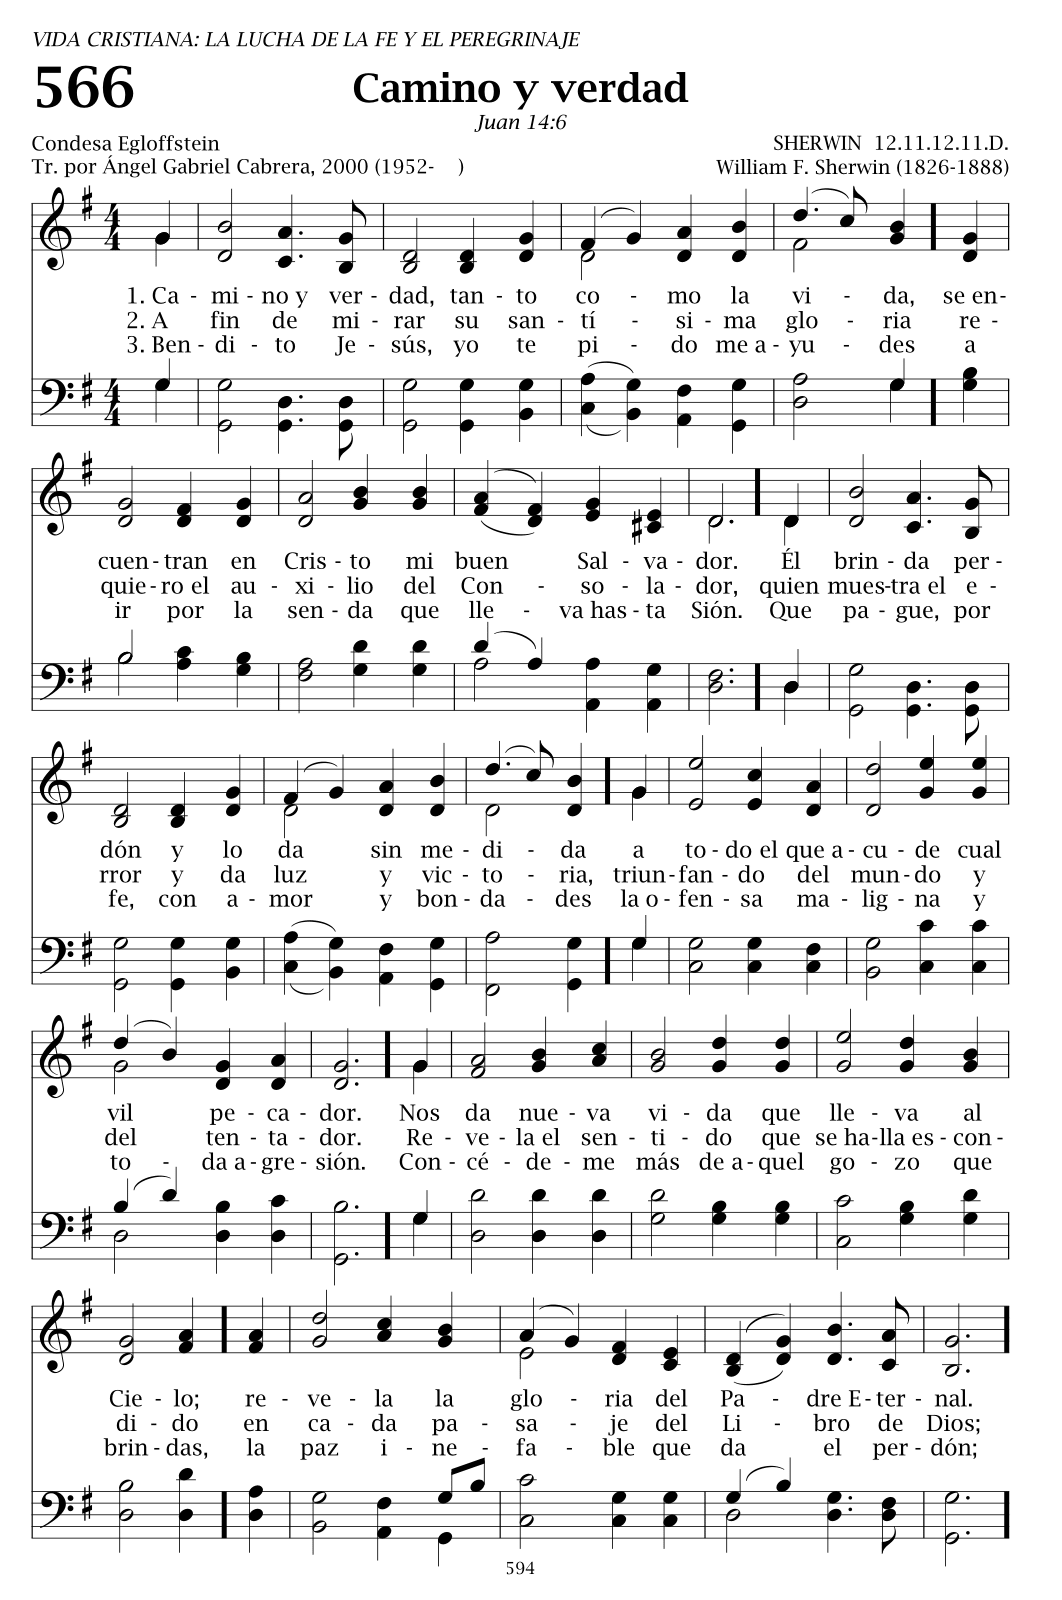 VIDA CRISTIANA: LA LUCHA DE LA FE Y EL PEREGRINAJE
566 Camino y verdad
Juan 14:6
Condesa Egloffstein SHERWIN 12.11.12.11.D.
Tr. por Ángel Gabriel Cabrera, 2000 (1952- ) William F. Sherwin (1826-1888)
1. Ca - mi - no y ver - dad, tan - to co - mo la vi - da, se en-
2. A fin de mi - rar su san - tí - si - ma glo - ria re -
3. Ben - di - to Je - sús, yo te pi - do me a - yu - des a
cuen - tran en Cris - to mi buen Sal - va - dor. Él brin - da per -
quie - ro el au - xi - lio del Con - so - la - dor, quien mues - tra el e -
ir por la sen - da que lle - va has - ta Sión. Que pa - gue, por
dón y lo da sin me - di - da a to - do el que a - cu - de cual
rror y da luz y vic - to - ria, triun - fan - do del mun - do y
fe, con a - mor y bon - da - des la o - fen - sa ma - lig - na y
vil pe - ca - dor. Nos da nue - va vi - da que lle - va al
del ten - ta - dor. Re - ve - la el sen - ti - do que se ha - lla es - con -
to - da a - gre - sión. Con - cé - de - me más de a - quel go - zo que
Cie - lo; re - ve - la la glo - ria del Pa - dre E - ter - nal.
di - do en ca - da pa - sa - je del Li - bro de Dios;
brin - das, la paz i - ne - fa - ble que da el per - dón;
594